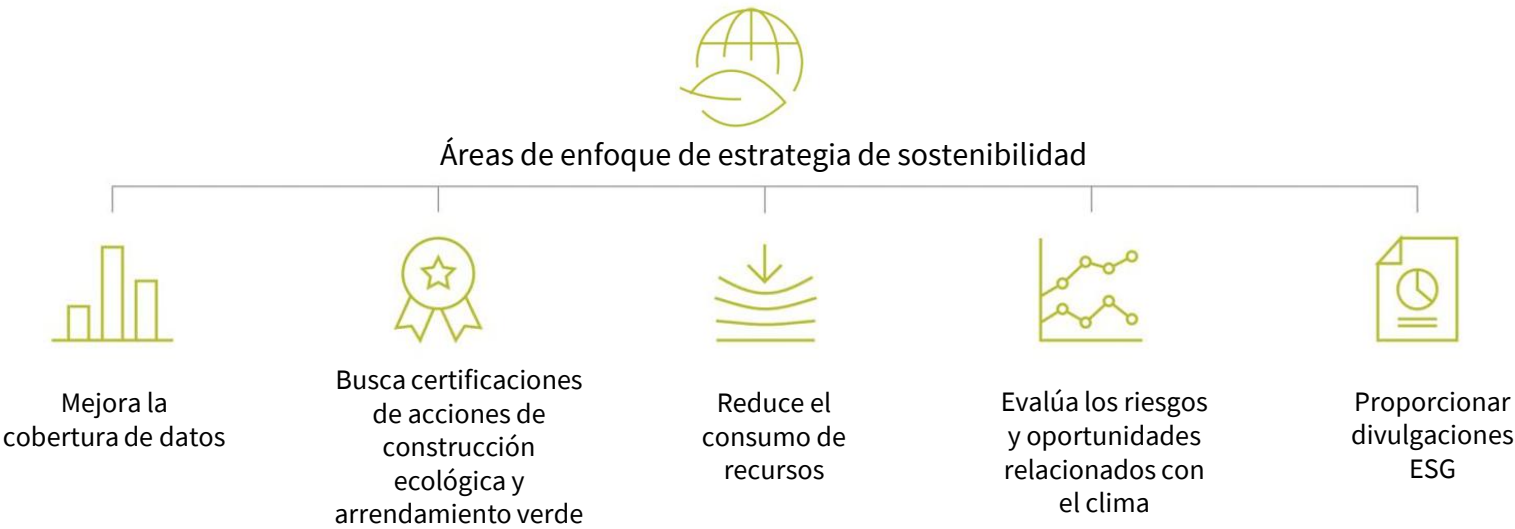 Áreas de enfoque de estrategia de sostenibilidad
Mejora la
cobertura de datos
Busca certificaciones
de acciones de
construcción
ecológica y
arrendamiento verde
Reduce el
consumo de
recursos
Evalúa los riesgos
y oportunidades
relacionados con
el clima
Proporcionar
divulgaciones
ESG